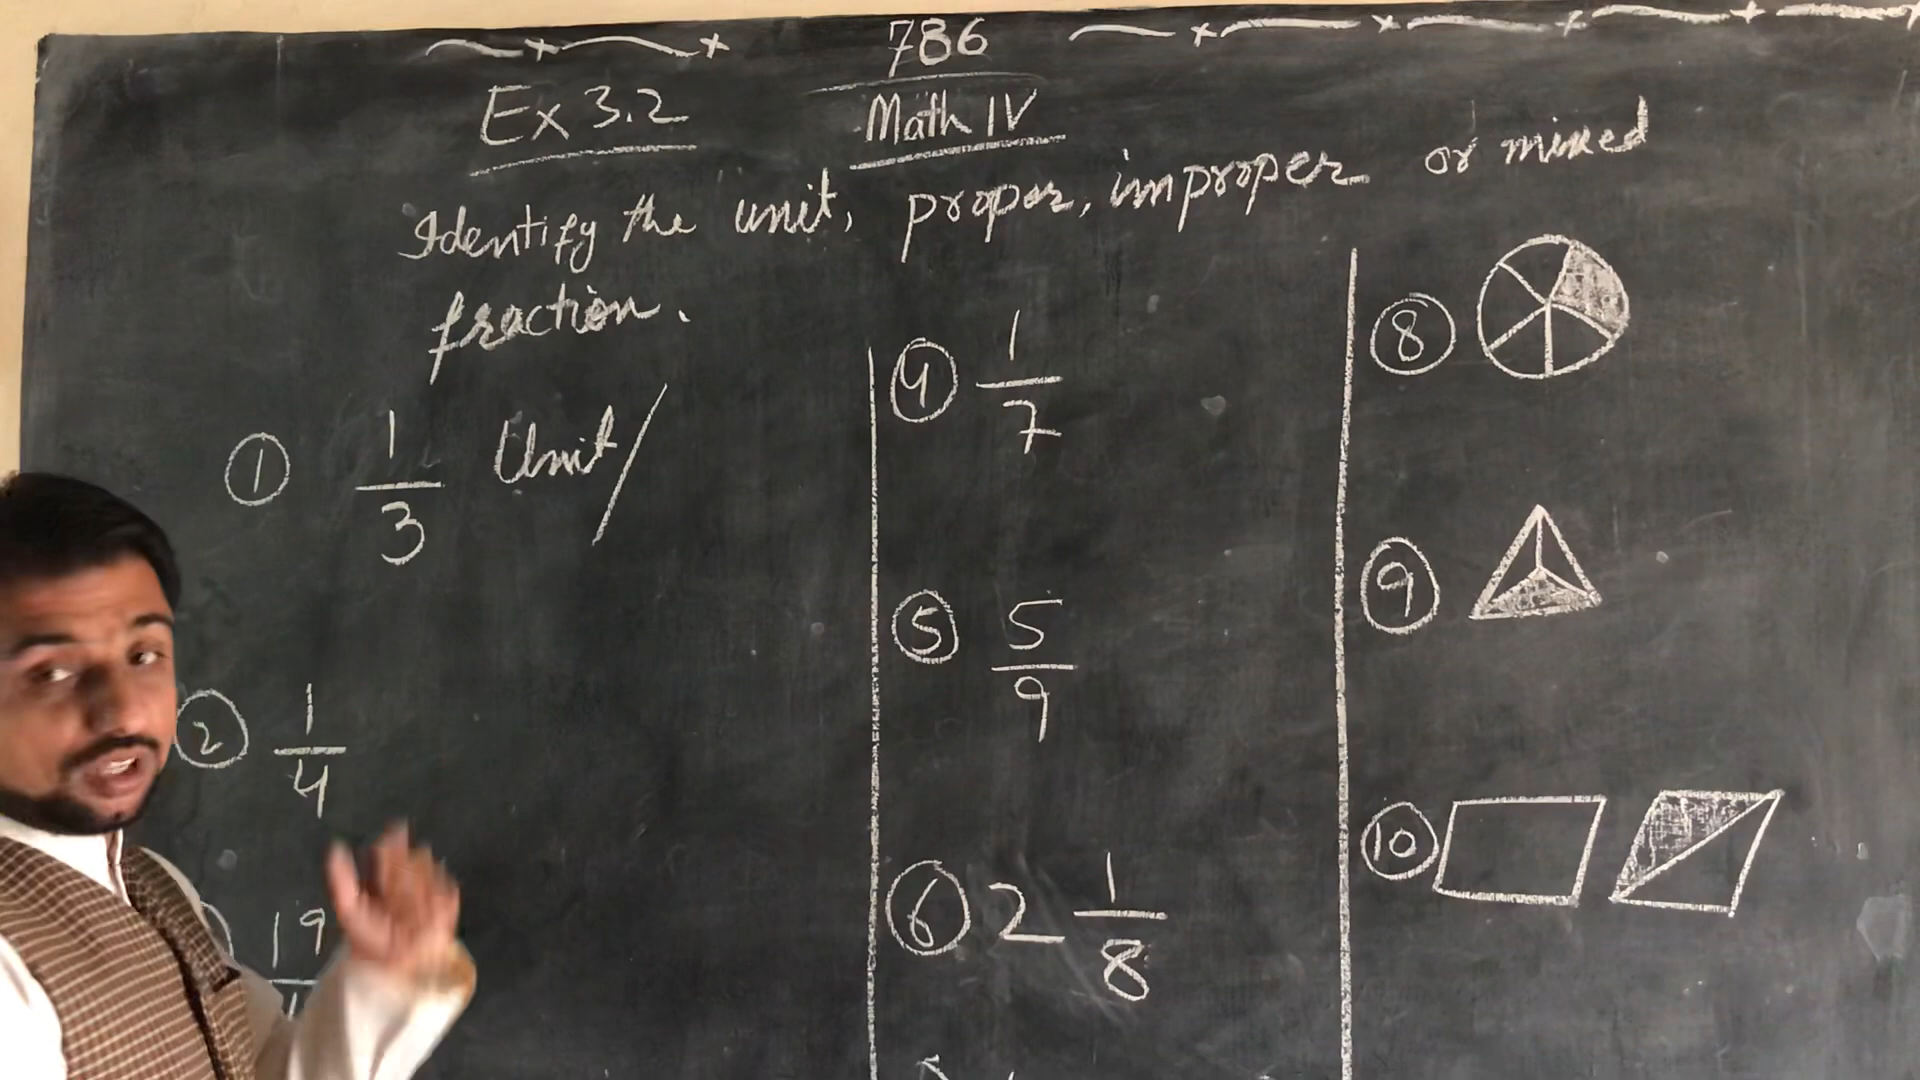 786
Ex 3.2
Math IV
Identify the unit, proper, improper or mixed
fraction.
① 1/3 Unit/
② 1/4
19
④ 1/7
⑤ 5/9
⑥ 2 1/8
⑧
⑨
⑩